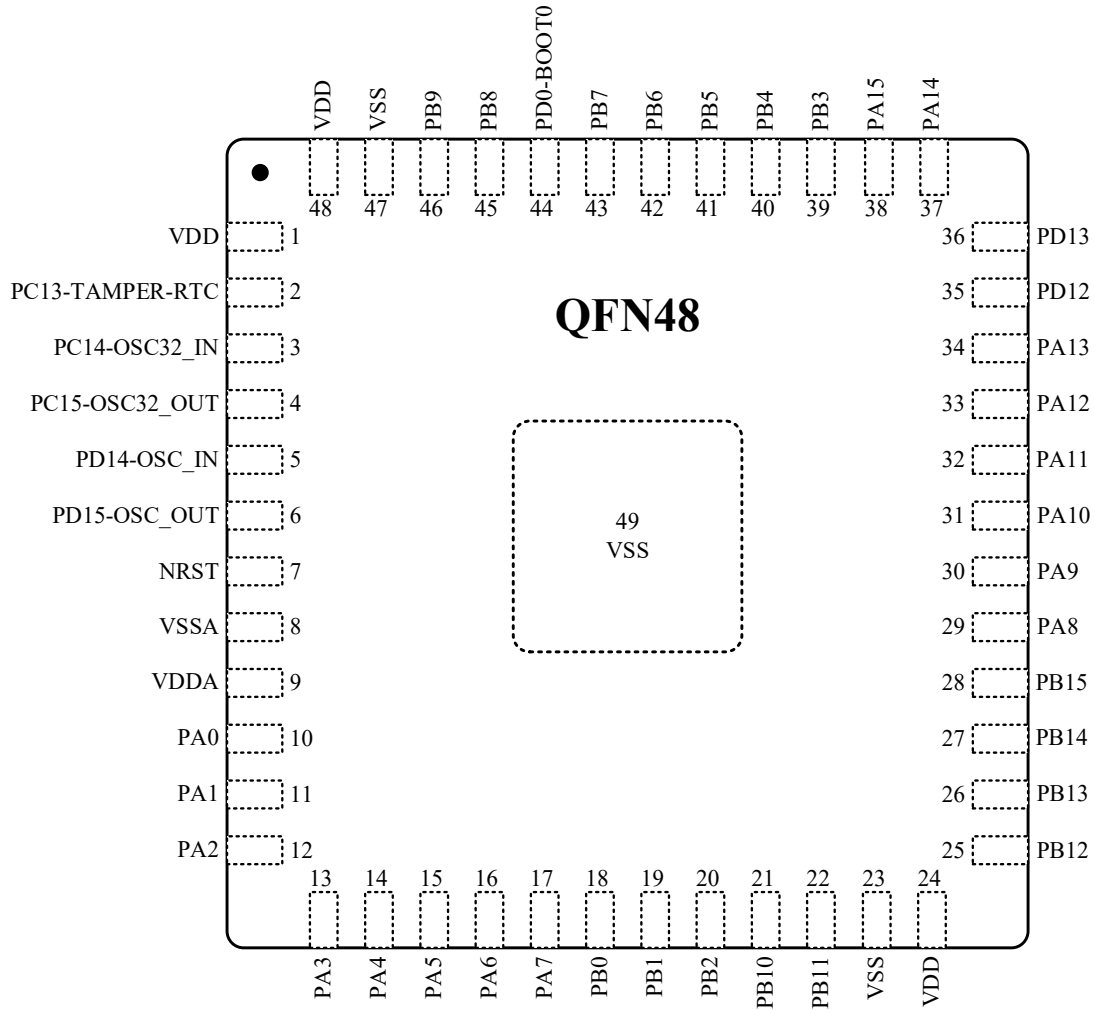 VDD
VSS
PB9
PB8
PD0-BOOT0
PB7
PB6
PB5
PB4
PB3
PA15
PA14
48
47
46
45
44
43
42
41
40
39
38
37
VDD 1
PC13-TAMPER-RTC 2
PC14-OSC32_IN 3
PC15-OSC32_OUT 4
PD14-OSC_IN 5
PD15-OSC_OUT 6
NRST 7
VSSA 8
VDDA 9
PA0 10
PA1 11
PA2 12
QFN48
49
VSS
36 PD13
35 PD12
34 PA13
33 PA12
32 PA11
31 PA10
30 PA9
29 PA8
28 PB15
27 PB14
26 PB13
25 PB12
13
14
15
16
17
18
19
20
21
22
23
24
PA3
PA4
PA5
PA6
PA7
PB0
PB1
PB2
PB10
PB11
VSS
VDD